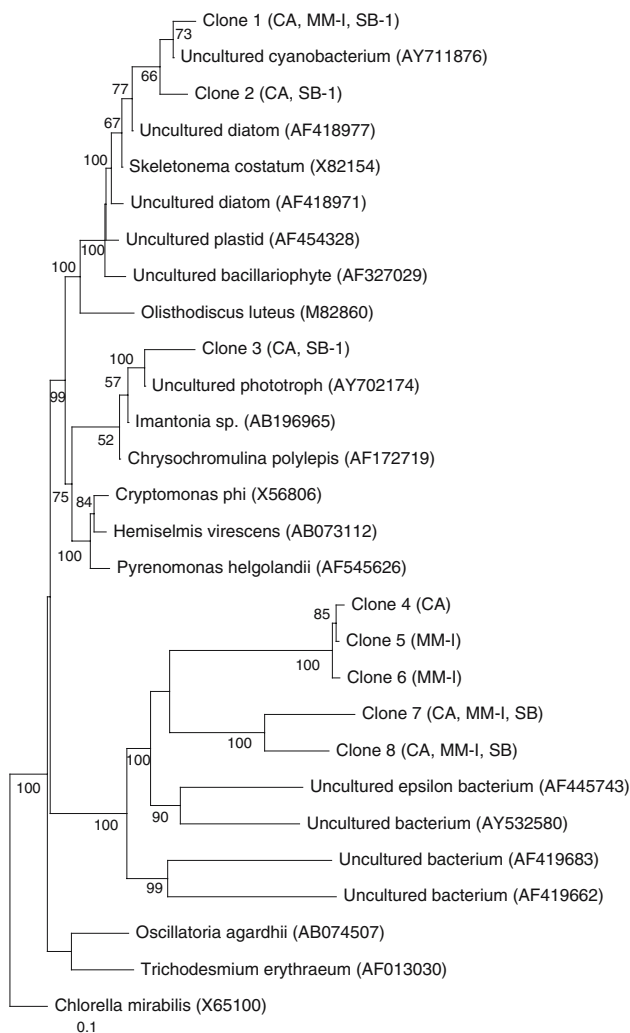 Clone 1 (CA, MM-I, SB-1)
73
Uncultured cyanobacterium (AY711876)
66
Clone 2 (CA, SB-1)
77
Uncultured diatom (AF418977)
67
Skeletonema costatum (X82154)
100
Uncultured diatom (AF418971)
Uncultured plastid (AF454328)
100
100
Uncultured bacillariophyte (AF327029)
Olisthodiscus luteus (M82860)
Clone 3 (CA, SB-1)
100
57
Uncultured phototroph (AY702174)
99
Imantonia sp. (AB196965)
52
Chrysochromulina polylepis (AF172719)
75
84
Cryptomonas phi (X56806)
Hemiselmis virescens (AB073112)
100
Pyrenomonas helgolandii (AF545626)
Clone 4 (CA)
85
Clone 5 (MM-I)
100
Clone 6 (MM-I)
Clone 7 (CA, MM-I, SB)
100
Clone 8 (CA, MM-I, SB)
100
Uncultured epsilon bacterium (AF445743)
100
90
Uncultured bacterium (AY532580)
100
Uncultured bacterium (AF419683)
99
Uncultured bacterium (AF419662)
Oscillatoria agardhii (AB074507)
Trichodesmium erythraeum (AF013030)
Chlorella mirabilis (X65100)
0.1